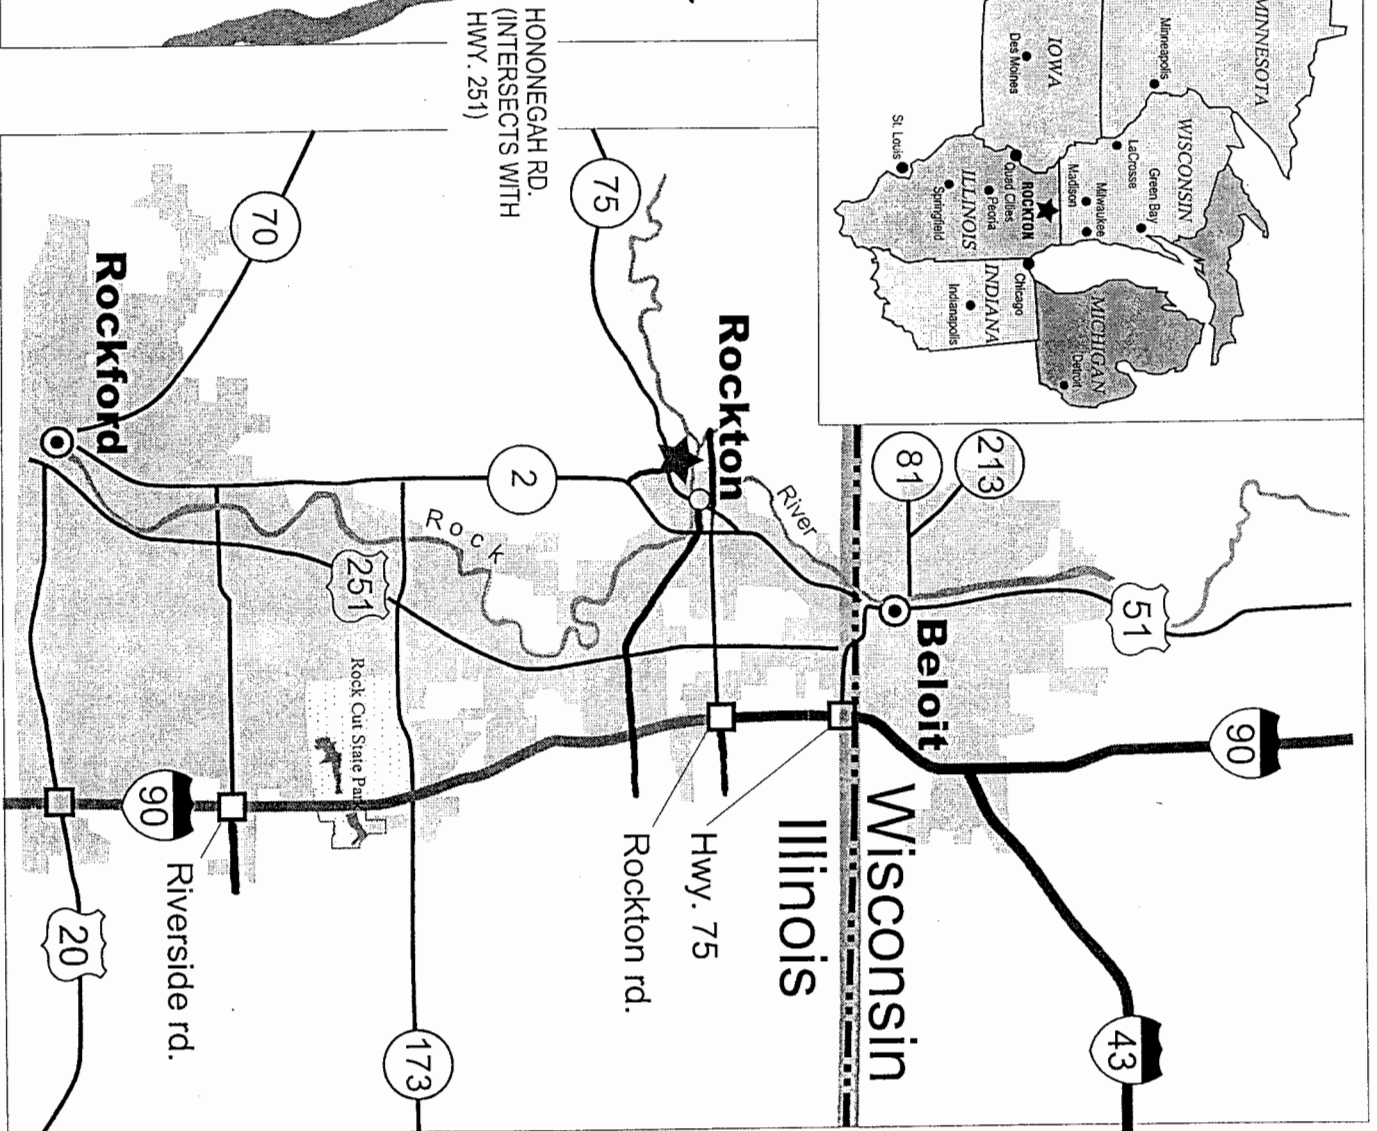 MINNESOTA
Minneapolis
WISCONSIN
LaCrosse
Green Bay
IOWA
Des Moines
Madison
Milwaukee
MICHIGAN
Detroit
ROCKTON
Quad Cities
Peoria
ILLINOIS
Springfield
St. Louis
Chicago
INDIANA
Indianapolis
HONONEGAH RD.
(INTERSECTS WITH
HWY. 251)
90
51
43
213
81
Beloit
Wisconsin
Illinois
River
Rockton
75
Hwy. 75
Rockton rd.
2
Rock
251
173
Rock Cut State Park
70
Rockford
90
Riverside rd.
20